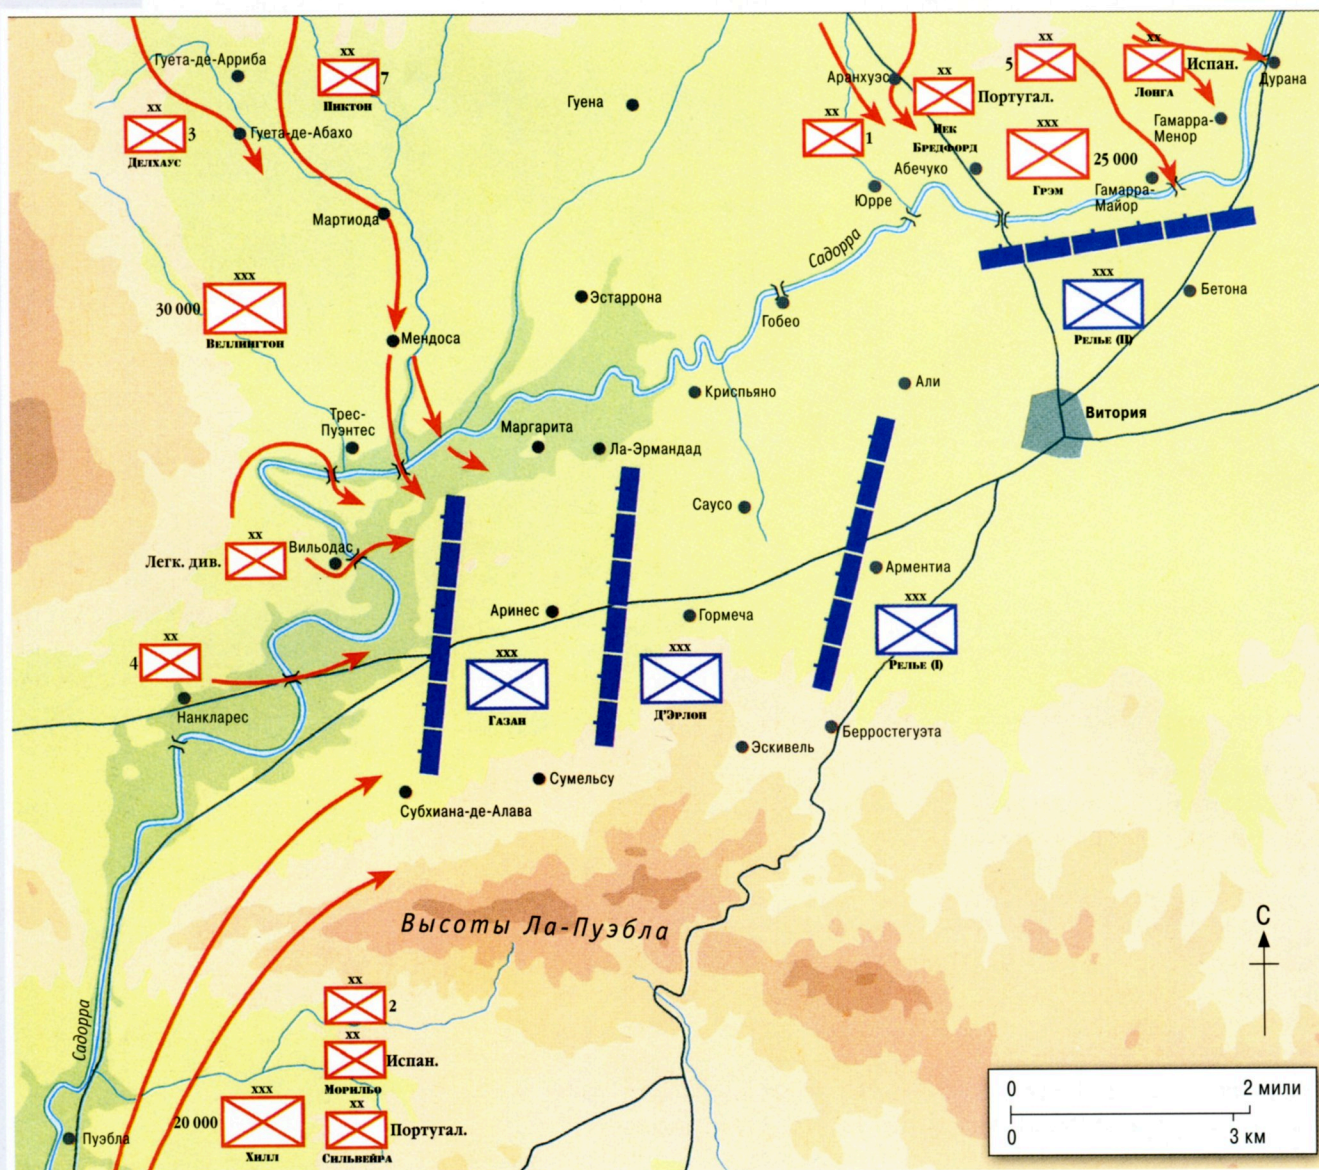 Гуета-де-Арриба
xx
7
Пиктон
xx
3
Делхаус
Гуета-де-Абахо
Гуена
Аранхуэс
xx
Португал.
Пек
Бредфорд
xx
1
xx
5
xx
Испан.
Лонга
Дурана
Гамарра-
Менор
xxx
25 000
Грэм
Абечуко
Юрре
Гамарра-
Майор
Мартиода
Садорра
xxx
30 000
Веллингтон
Эстаррона
Гобео
xxx
Релье (II)
Бетона
Мендоса
Криспьяно
Али
Витория
Трес-
Пуэнтес
Маргарита
Ла-Эрмандад
Саусо
xx
Легк. див.
Вильодас
Арментиа
Аринес
Гормеча
xxx
Релье (I)
xx
4
Нанкларес
xxx
Газан
xxx
Д'Эрлон
Берростегуэта
Эскивель
Сумельсу
Субхиана-де-Алава
Высоты Ла-Пуэбла
С
Садорра
xx
2
xx
Испан.
Морильо
xxx
20 000
Хилл
xx
Португал.
Сильвейра
Пуэбла
0 2 мили
0 3 км